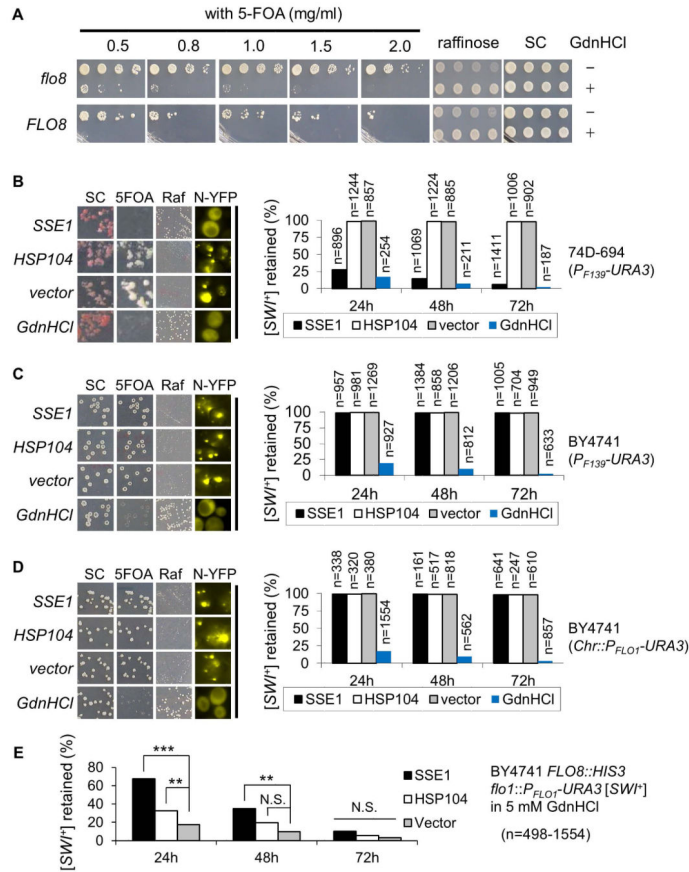 A
with 5-FOA (mg/ml)
0.5 0.8 1.0 1.5 2.0 raffinose SC GdnHCl
flo8 −
+
FLO8 −
+
B
SC 5FOA Raf N-YFP
SSE1
HSP104
vector
GdnHCl
[SWI+] retained (%)
100
75
50
25
0
n=896 n=1244 n=857 n=254
n=1069 n=1224 n=885 n=211
n=1411 n=1006 n=902 n=187
24h 48h 72h
SSE1 HSP104 vector GdnHCl
74D-694
(PF139-URA3)
C
SC 5FOA Raf N-YFP
SSE1
HSP104
vector
GdnHCl
[SWI+] retained (%)
100
75
50
25
0
n=957 n=981 n=1269 n=927
n=1384 n=858 n=1206 n=812
n=1005 n=704 n=949 n=633
24h 48h 72h
SSE1 HSP104 vector GdnHCl
BY4741
(PF139-URA3)
D
SC 5FOA Raf N-YFP
SSE1
HSP104
vector
GdnHCl
[SWI+] retained (%)
100
75
50
25
0
n=338 n=320 n=380 n=1554
n=161 n=517 n=818 n=562
n=641 n=247 n=610 n=857
24h 48h 72h
SSE1 HSP104 vector GdnHCl
BY4741
(Chr::PFLO1-URA3)
E
[SWI+] retained (%)
80
60
40
20
0
***
**
**
N.S.
N.S.
24h 48h 72h
SSE1
HSP104
Vector
BY4741 FLO8::HIS3
flo1::PFLO1-URA3 [SWI+]
in 5 mM GdnHCl
(n=498-1554)